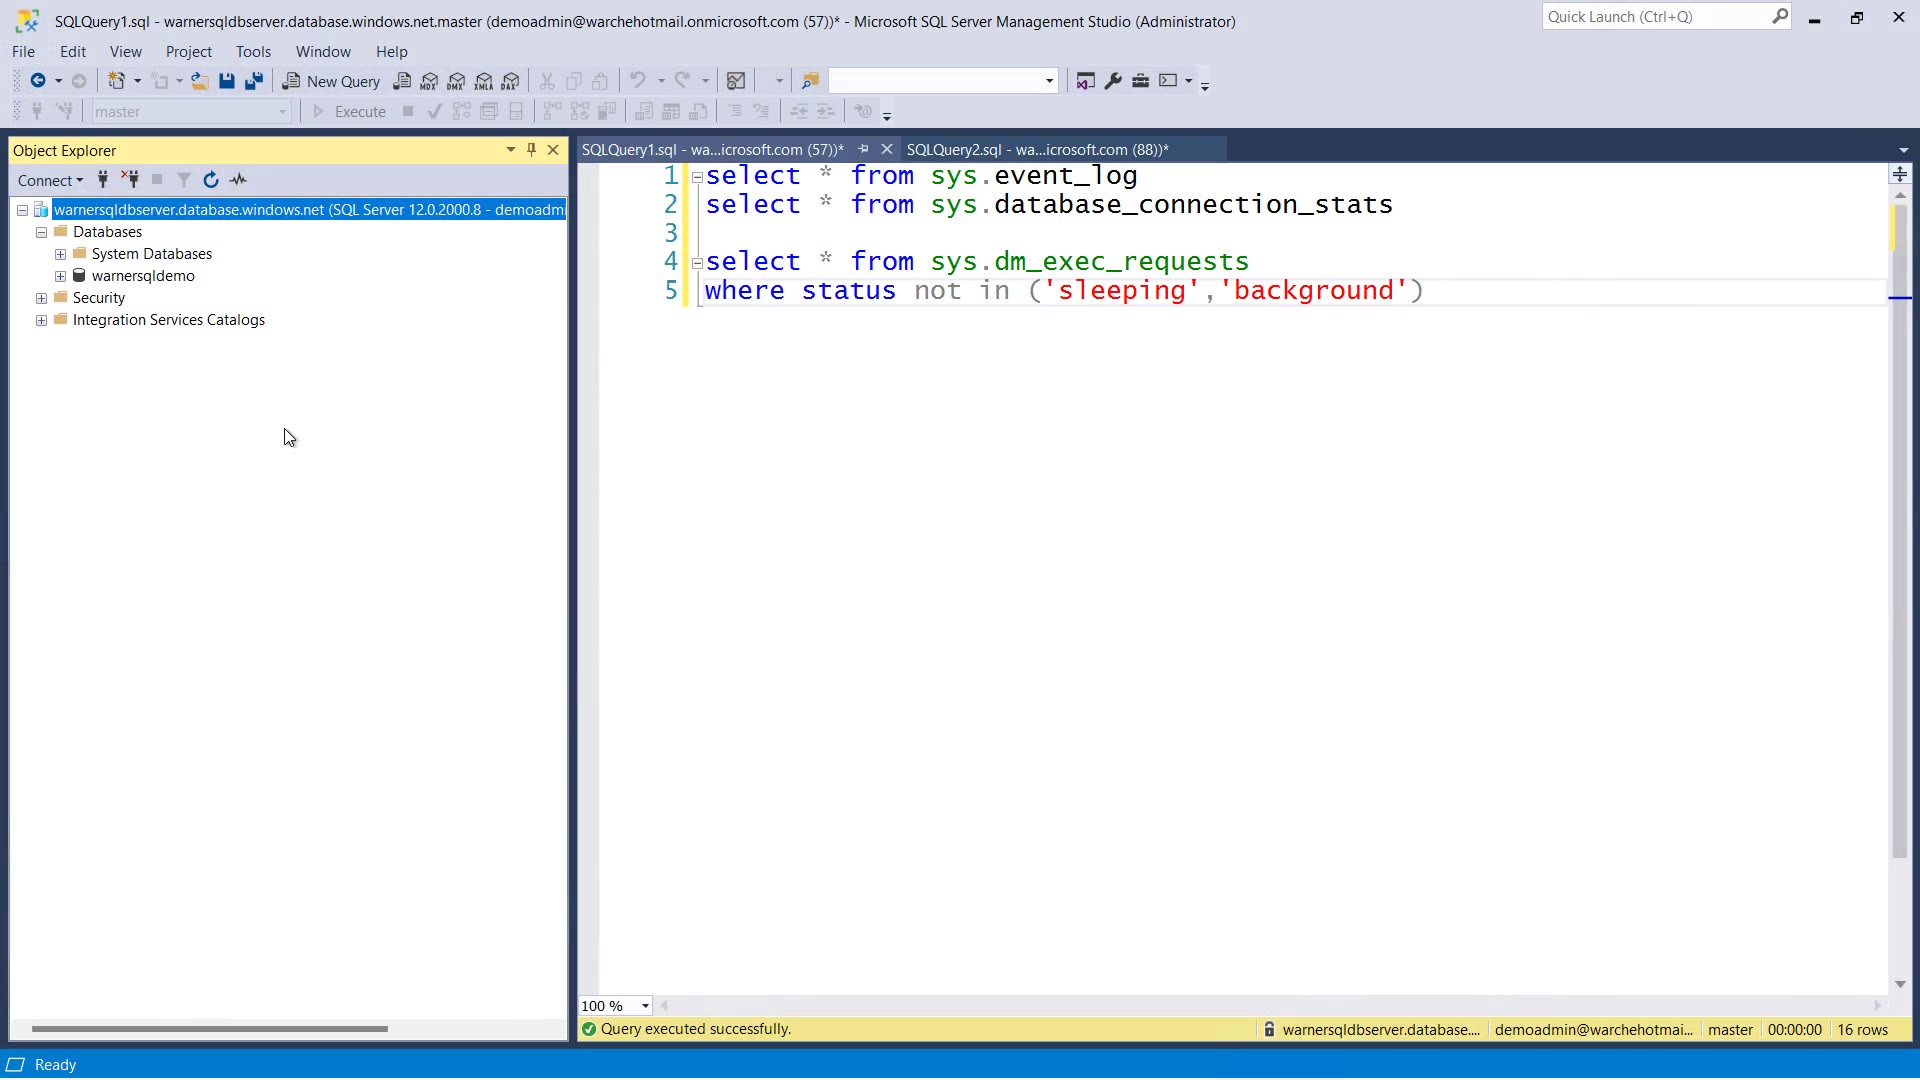 SQLQuery1.sql - warnersqldbserver.database.windows.net.master (demoadmin@warchehotmail.onmicrosoft.com (57))* - Microsoft SQL Server Management Studio (Administrator)
Quick Launch (Ctrl+Q)
File Edit View Project Tools Window Help
New Query MDX DMX XMLA DAX
master Execute
Object Explorer
SQLQuery1.sql - wa...icrosoft.com (57))*
SQLQuery2.sql - wa...icrosoft.com (88))*
Connect
warnersqldbserver.database.windows.net (SQL Server 12.0.2000.8 - demoadmi
Databases
System Databases
warnersqldemo
Security
Integration Services Catalogs
1 select * from sys.event_log
2 select * from sys.database_connection_stats
3
4 select * from sys.dm_exec_requests
5 where status not in ('sleeping','background')
100 %
Query executed successfully.
warnersqldbserver.database.... demoadmin@warchehotmai... master 00:00:00 16 rows
Ready